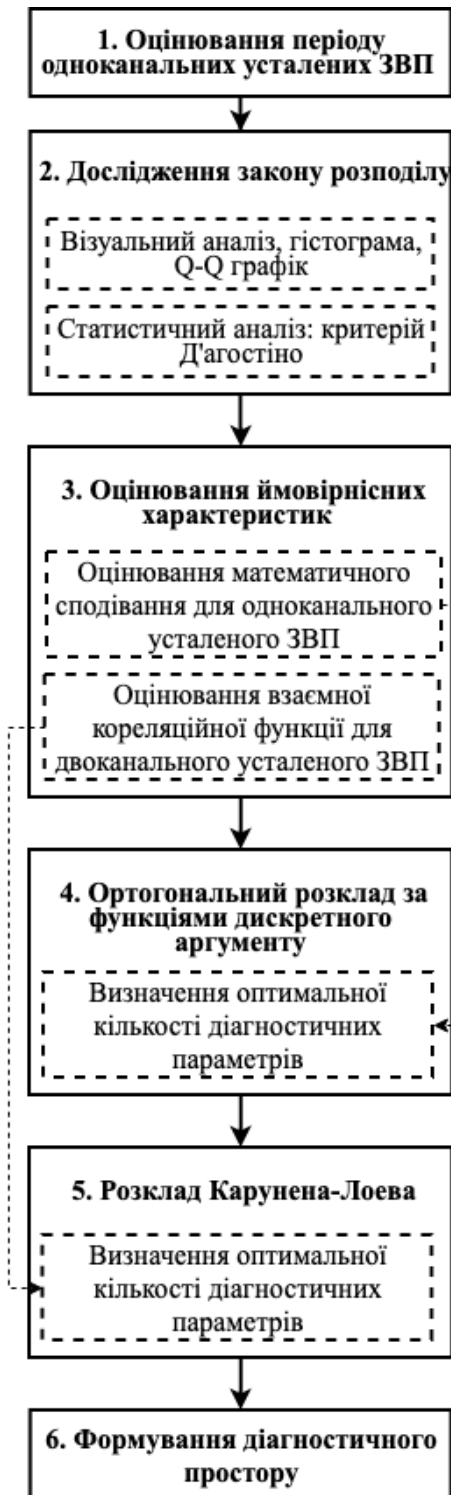 1. Оцінювання періоду
одноканальних усталених ЗВП
2. Дослідження закону розподілу
Візуальний аналіз, гістограма,
Q-Q графік
Статистичний аналіз: критерій
Д'агостіно
3. Оцінювання ймовірнісних
характеристик
Оцінювання математичного
сподівання для одноканального
усталеного ЗВП
Оцінювання взаємної
кореляційної функції для
двоканального усталеного ЗВП
4. Ортогональний розклад за
функціями дискретного
аргументу
Визначення оптимальної
кількості діагностичних
параметрів
5. Розклад Карунена-Лоева
Визначення оптимальної
кількості діагностичних
параметрів
6. Формування діагностичного
простору